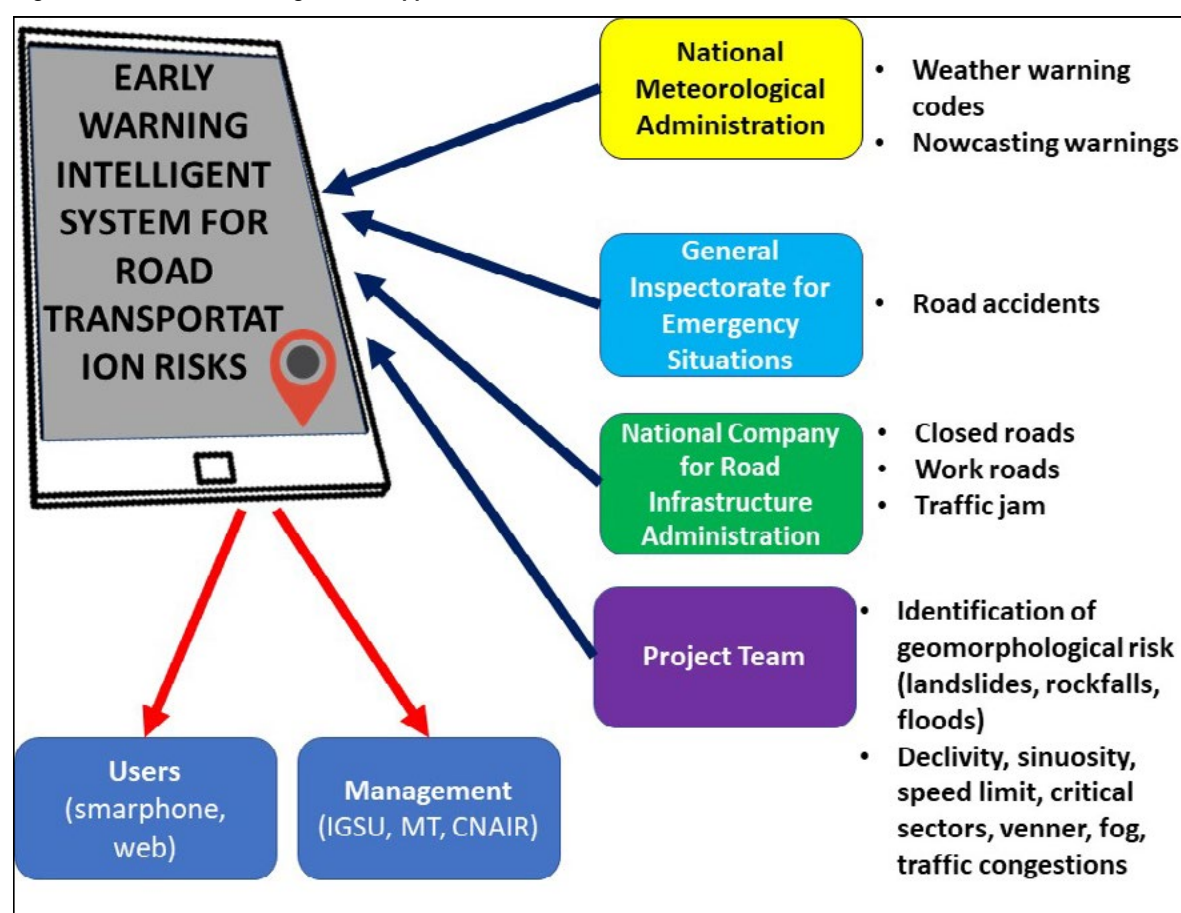 EARLY
WARNING
INTELLIGENT
SYSTEM FOR
ROAD
TRANSPORTAT
ION RISKS
National
Meteorological
Administration
• Weather warning
codes
• Nowcasting warnings
General
Inspectorate for
Emergency
Situations
• Road accidents
National Company
for Road
Infrastructure
Administration
• Closed roads
• Work roads
• Traffic jam
Project Team
• Identification of
geomorphological risk
(landslides, rockfalls,
floods)
• Declivity, sinuosity,
speed limit, critical
sectors, venner, fog,
traffic congestions
Users
(smarphone,
web)
Management
(IGSU, MT, CNAIR)